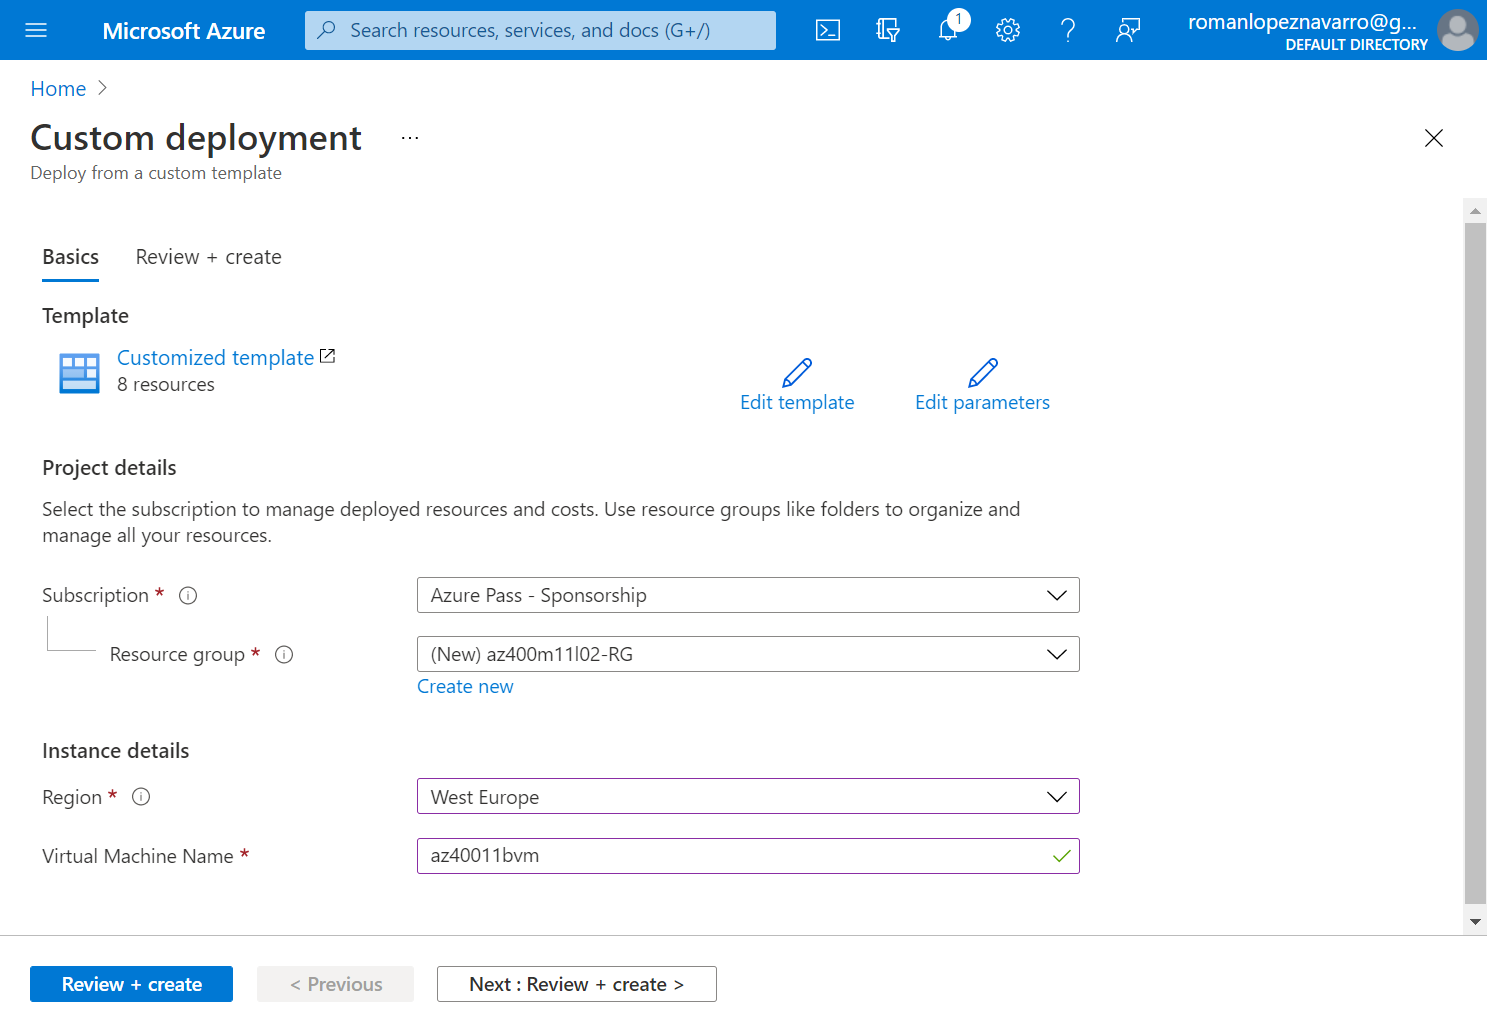 Microsoft Azure
Search resources, services, and docs (G+/)
1
romanlopeznavarro@g...
DEFAULT DIRECTORY
Home >
Custom deployment ...
Deploy from a custom template
Basics
Review + create
Template
Customized template
8 resources
Edit template
Edit parameters
Project details
Select the subscription to manage deployed resources and costs. Use resource groups like folders to organize and
manage all your resources.
Subscription *
Azure Pass - Sponsorship
Resource group *
(New) az400m11l02-RG
Create new
Instance details
Region *
West Europe
Virtual Machine Name *
az40011bvm
Review + create
< Previous
Next : Review + create >